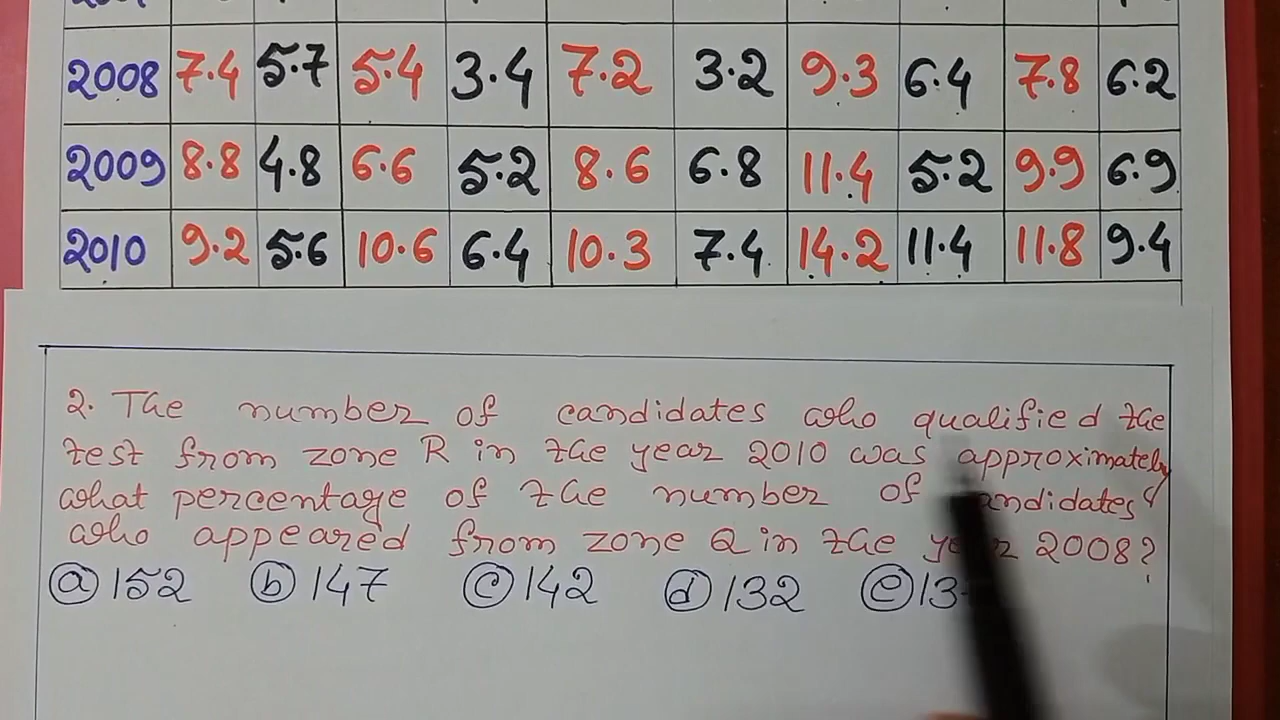 2008 7.4 5.7 5.4 3.4 7.2 3.2 9.3 6.4 7.8 6.2
2009 8.8 4.8 6.6 5.2 8.6 6.8 11.4 5.2 9.9 6.9
2010 9.2 5.6 10.6 6.4 10.3 7.4 14.2 11.4 11.8 9.4
2. The number of candidates who qualified the
test from zone R in the year 2010 was approximately
what percentage of the number of candidates
who appeared from zone Q in the year 2008?
(a) 152 (b) 147 (c) 142 (d) 132 (e)